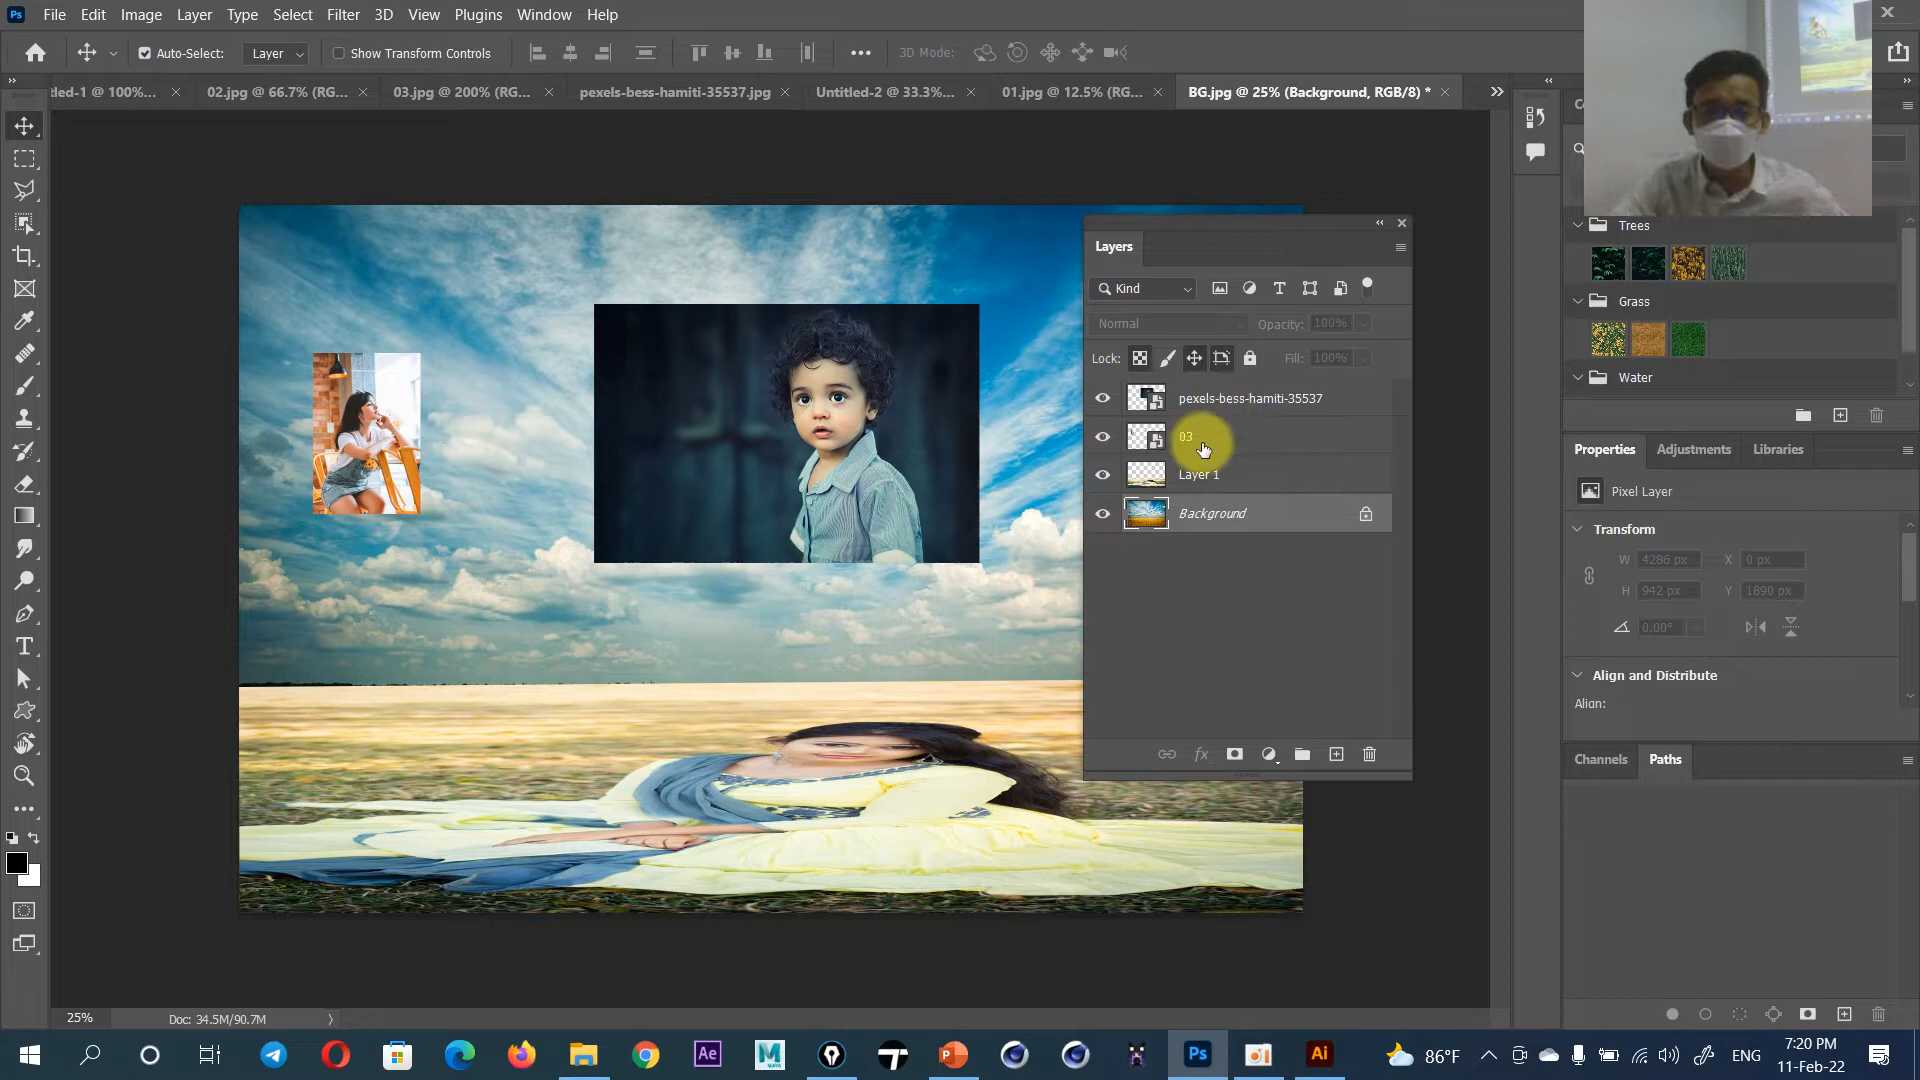 Ps File Edit Image Layer Type Select Filter 3D View Plugins Window Help
Auto-Select: Layer Show Transform Controls 3D Mode:
tled-1 @ 100%... 02.jpg @ 66.7% (RG... 03.jpg @ 200% (RG... pexels-bess-hamiti-35537.jpg Untitled-2 @ 33.3%... 01.jpg @ 12.5% (RG... BG.jpg @ 25% (Background, RGB/8) *
Layers
Kind
Normal Opacity: 100%
Lock: Fill: 100%
pexels-bess-hamiti-35537
03
Layer 1
Background
Trees
Grass
Water
Properties Adjustments Libraries
Pixel Layer
Transform
W 4286 px X 0 px
H 942 px Y 1890 px
0.00°
Align and Distribute
Align:
Channels Paths
25% Doc: 34.5M/90.7M
Ae MAYA Ps Ai 86°F ENG 7:20 PM
11-Feb-22